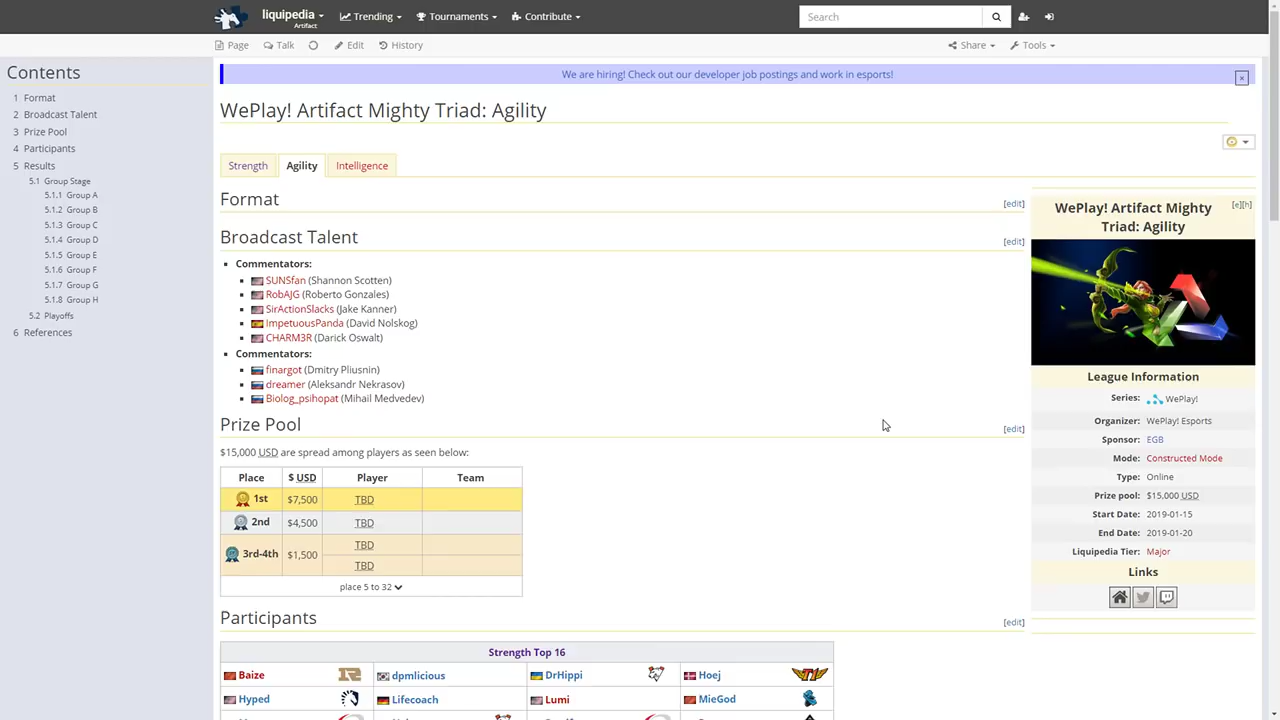 liquipedia
Artifact
Trending
Tournaments
Contribute
Search
Page
Talk
Edit
History
Share
Tools
Contents
1 Format
2 Broadcast Talent
3 Prize Pool
4 Participants
5 Results
5.1 Group Stage
5.1.1 Group A
5.1.2 Group B
5.1.3 Group C
5.1.4 Group D
5.1.5 Group E
5.1.6 Group F
5.1.7 Group G
5.1.8 Group H
5.2 Playoffs
6 References
We are hiring! Check out our developer job postings and work in esports!
WePlay! Artifact Mighty Triad: Agility
Strength
Agility
Intelligence
Format
[edit]
Broadcast Talent
[edit]
Commentators:
SUNSfan (Shannon Scotten)
RobAJG (Roberto Gonzales)
SirActionSlacks (Jake Kanner)
ImpetuousPanda (David Nolskog)
CHARM3R (Darick Oswalt)
Commentators:
finargot (Dmitry Pliusnin)
dreamer (Aleksandr Nekrasov)
Biolog_psihopat (Mihail Medvedev)
Prize Pool
[edit]
$15,000 USD are spread among players as seen below:
Place $ USD Player Team
1st $7,500 TBD
2nd $4,500 TBD
3rd-4th $1,500 TBD
TBD
place 5 to 32
Participants
[edit]
Strength Top 16
Baize dpmlicious DrHippi Hoej
Hyped Lifecoach Lumi MieGod
WePlay! Artifact Mighty
Triad: Agility
[e][h]
League Information
Series: WePlay!
Organizer: WePlay! Esports
Sponsor: EGB
Mode: Constructed Mode
Type: Online
Prize pool: $15,000 USD
Start Date: 2019-01-15
End Date: 2019-01-20
Liquipedia Tier: Major
Links